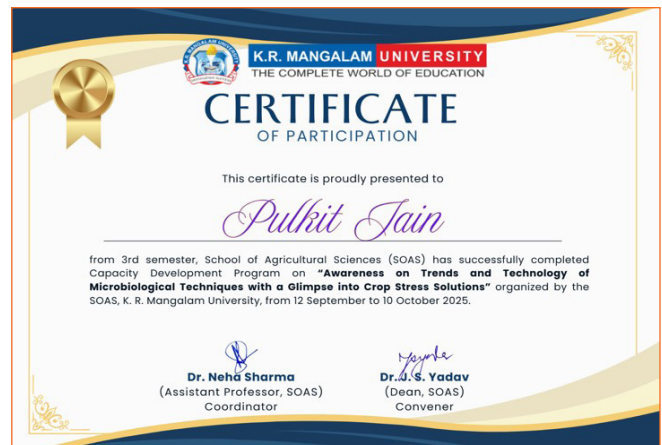 K.R. MANGALAM UNIVERSITY
THE COMPLETE WORLD OF EDUCATION
CERTIFICATE
OF PARTICIPATION
This certificate is proudly presented to
Pulkit Jain
from 3rd semester, School of Agricultural Sciences (SOAS) has successfully completed
Capacity Development Program on “Awareness on Trends and Technology of
Microbiological Techniques with a Glimpse into Crop Stress Solutions” organized by the
SOAS, K. R. Mangalam University, from 12 September to 10 October 2025.
Dr. Neha Sharma
(Assistant Professor, SOAS)
Coordinator
Dr. J. S. Yadav
(Dean, SOAS)
Convener